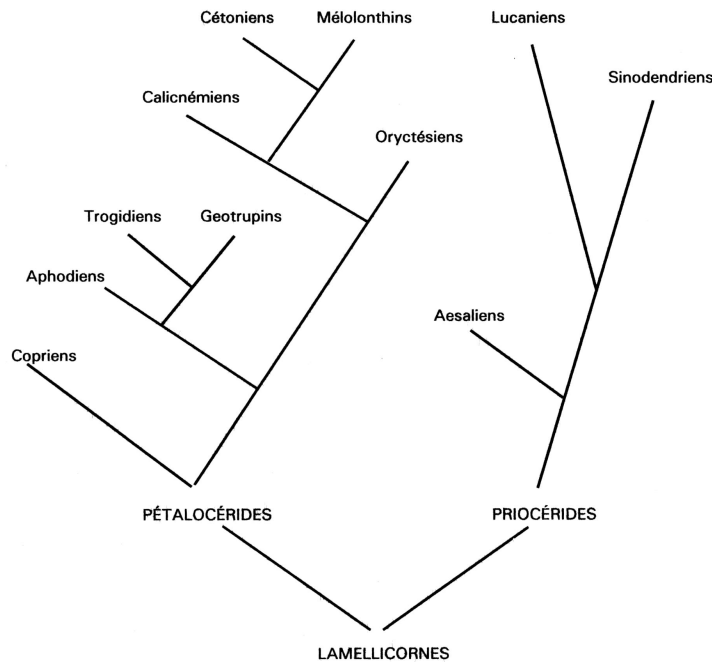 Cétoniens
Mélolonthins
Lucaniens
Sinodendriens
Calicnémiens
Oryctésiens
Trogidiens
Geotrupins
Aphodiens
Aesaliens
Copriens
PÉTALOCÉRIDES
PRIOCÉRIDES
LAMELLICORNES